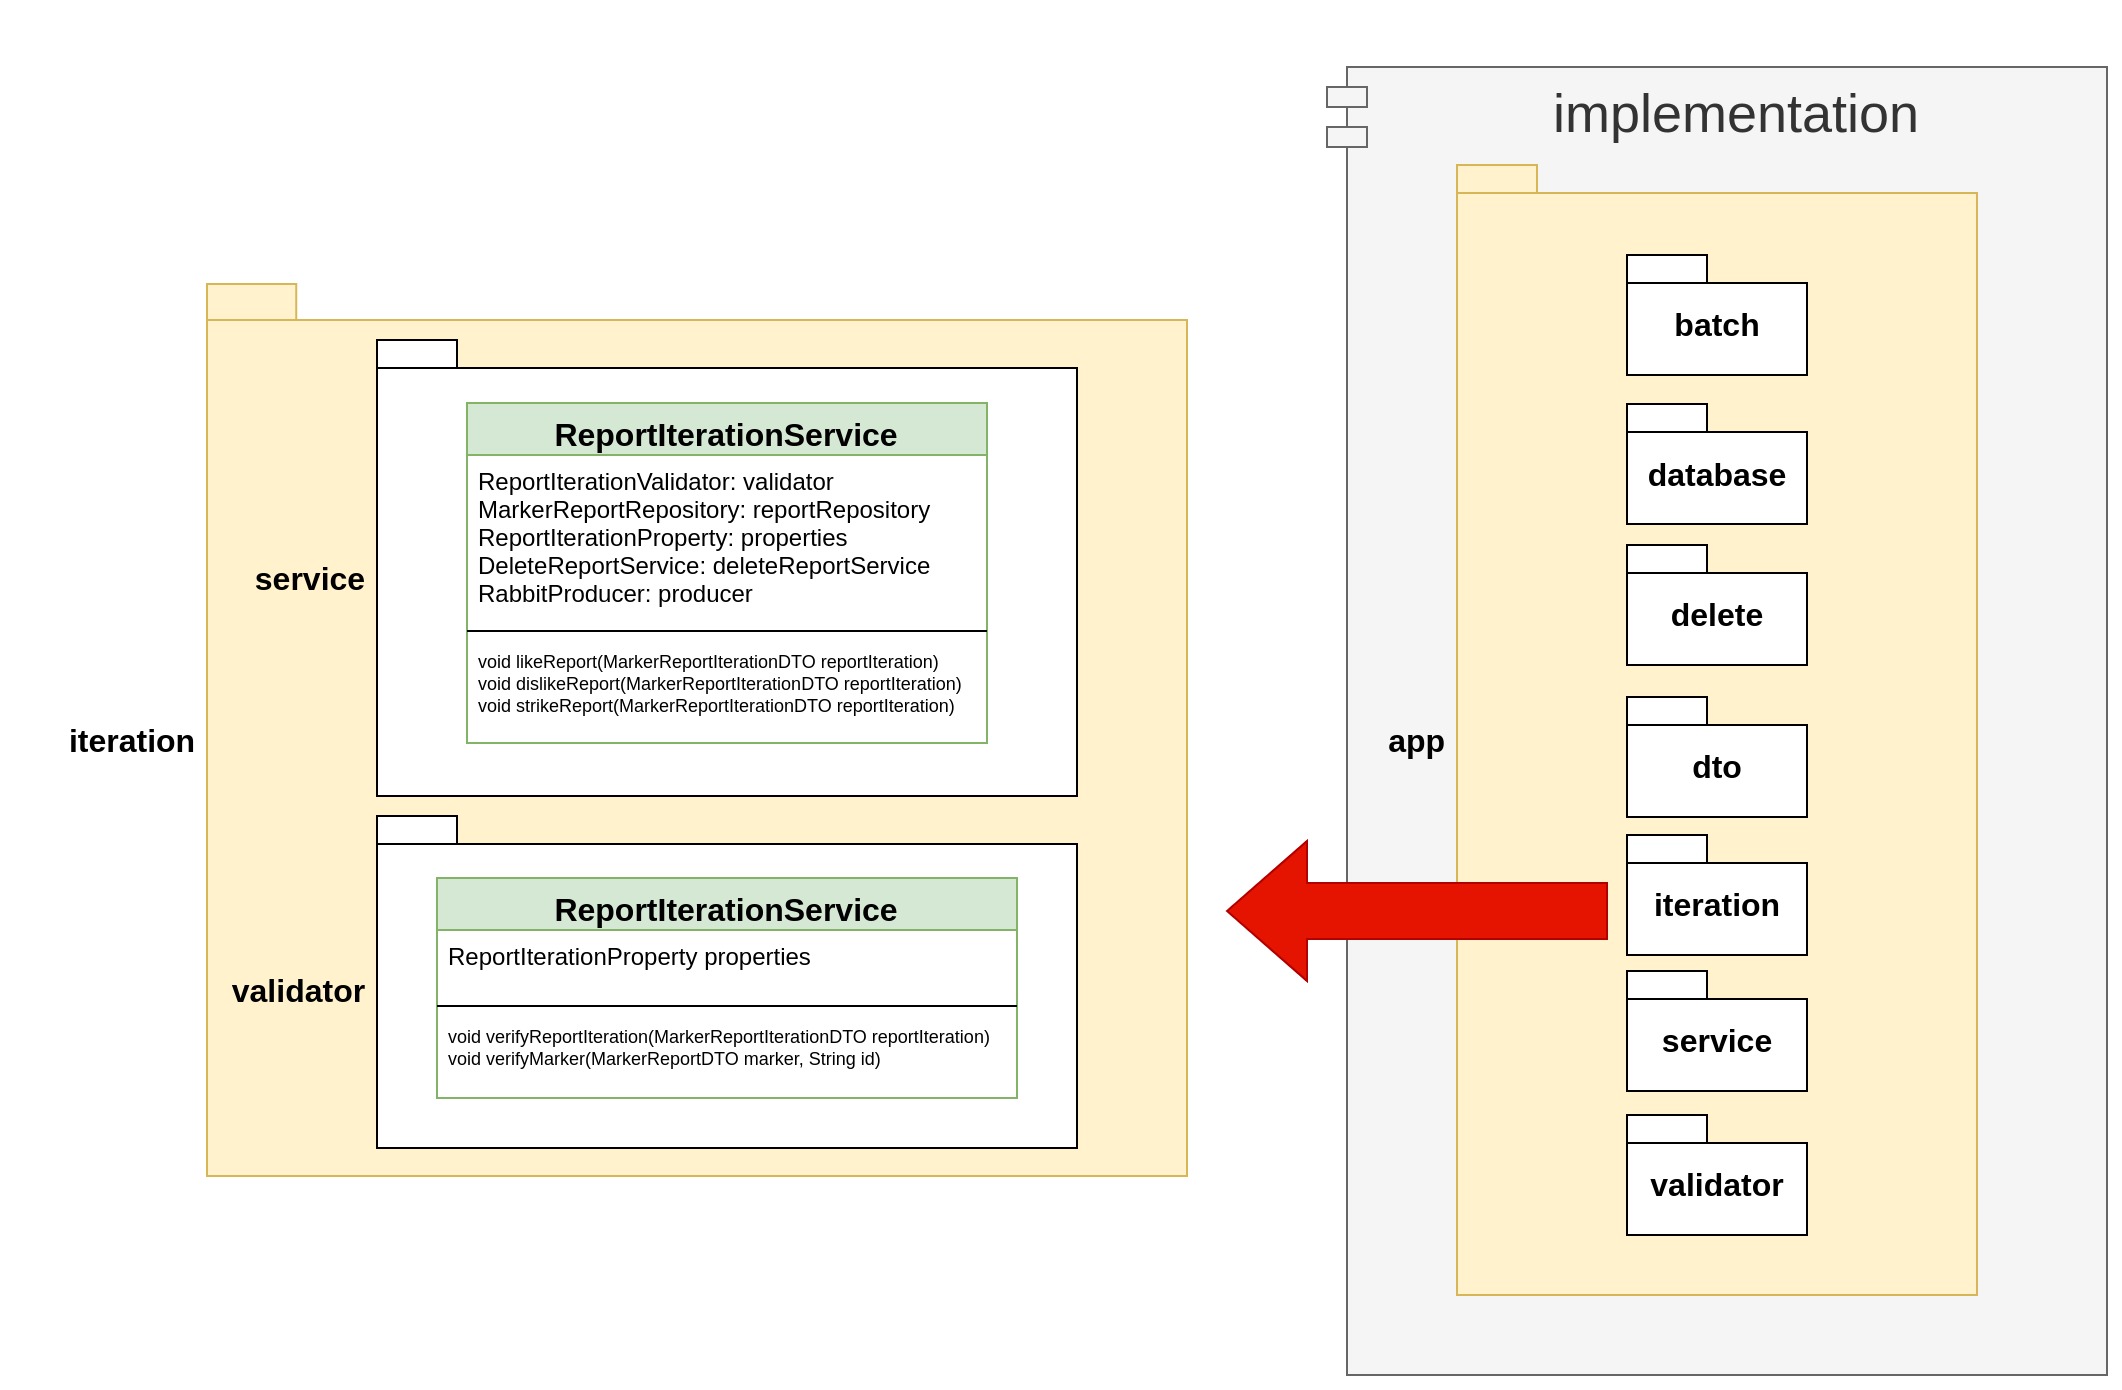 implementation
app
batch
database
delete
dto
iteration
service
validator
iteration
service
ReportIterationService
ReportIterationValidator: validator
MarkerReportRepository: reportRepository
ReportIterationProperty: properties
DeleteReportService: deleteReportService
RabbitProducer: producer
void likeReport(MarkerReportIterationDTO reportIteration)
void dislikeReport(MarkerReportIterationDTO reportIteration)
void strikeReport(MarkerReportIterationDTO reportIteration)
validator
ReportIterationService
ReportIterationProperty properties
void verifyReportIteration(MarkerReportIterationDTO reportIteration)
void verifyMarker(MarkerReportDTO marker, String id)